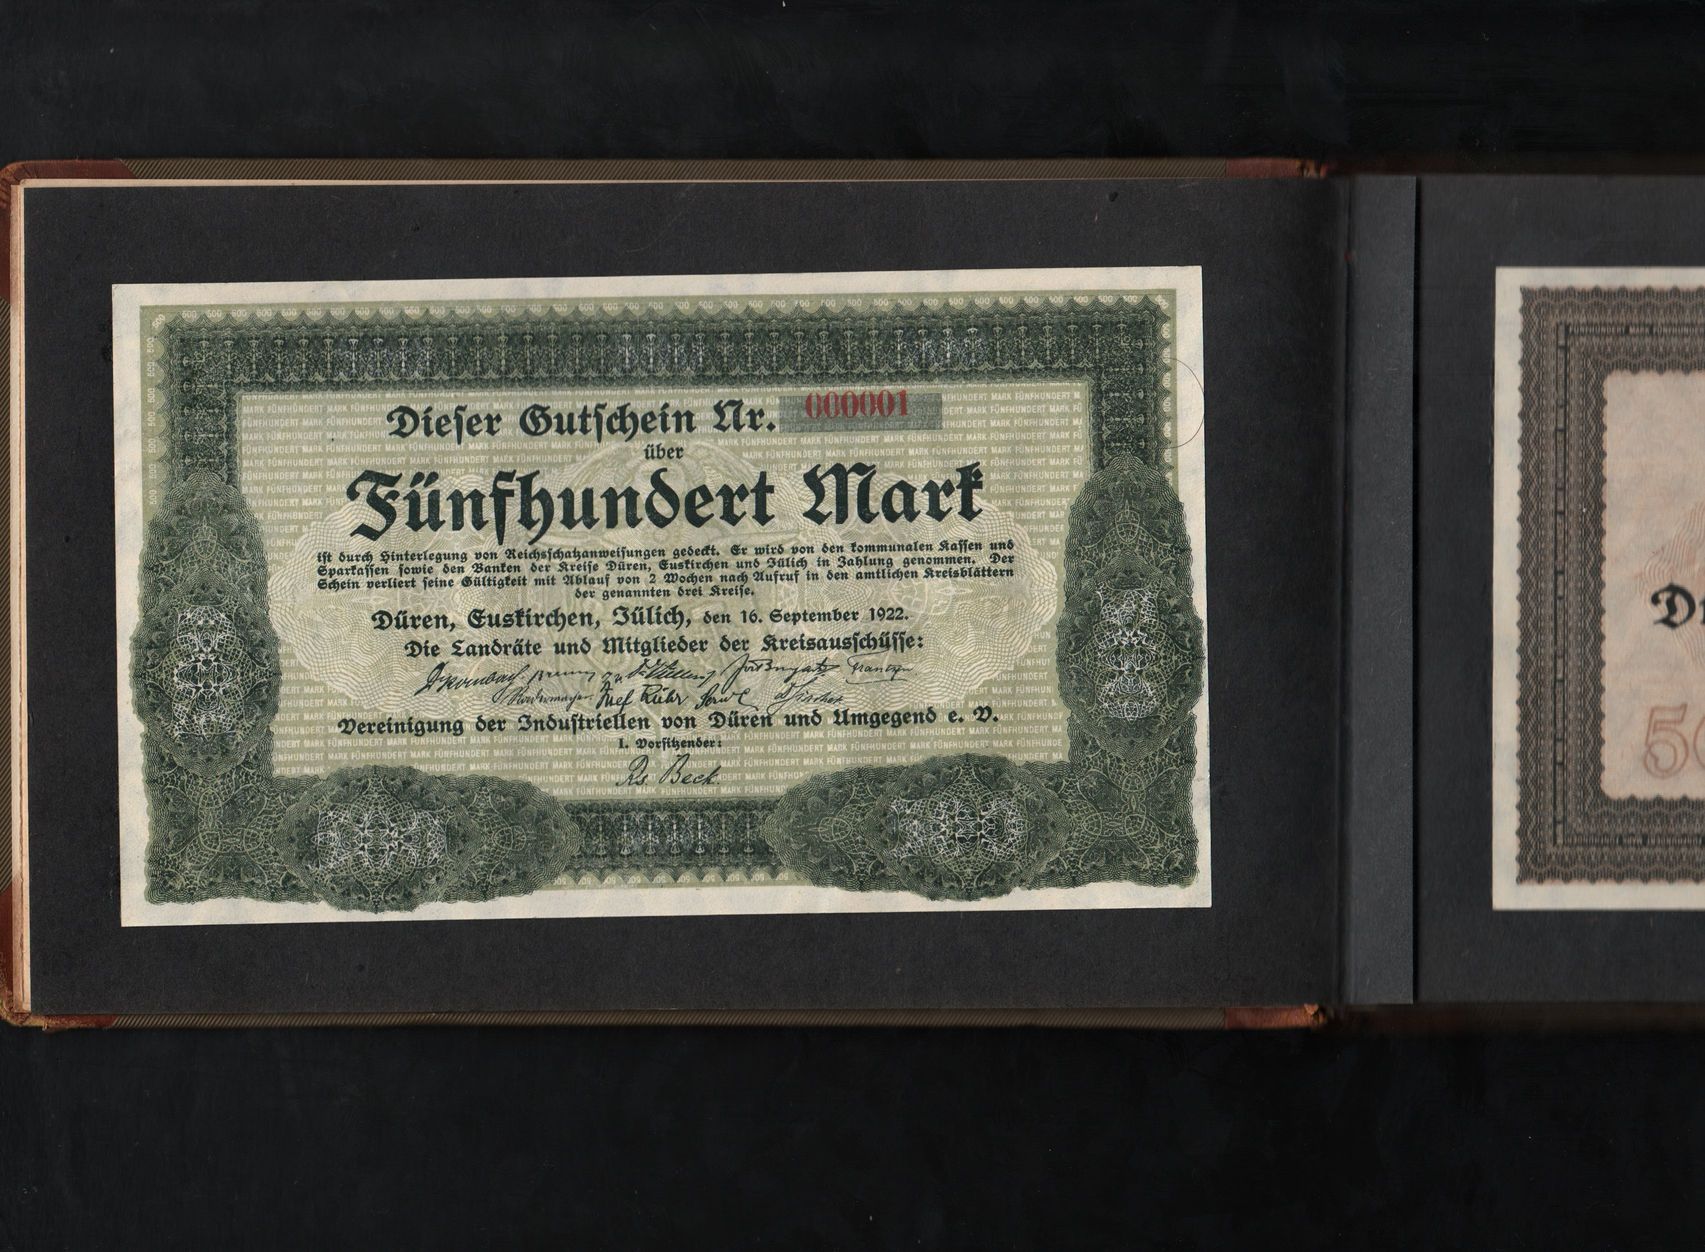 Dieser Gutschein Nr. 000001
über
Fünfhundert Mark
ist durch Hinterlegung von Reichsschatzanweisungen gedeckt. Er wird von den kommunalen Kassen und
Sparkassen sowie den Banken der Kreise Düren, Euskirchen und Jülich in Zahlung genommen. Der
Schein verliert seine Gültigkeit mit Ablauf von 2 Wochen nach Aufruf in den amtlichen Kreisblättern
der genannten drei Kreise.
Düren, Euskirchen, Jülich, den 16. September 1922.
Die Landräte und Mitglieder der Kreisausschüsse:
Vereinigung der Industriellen von Düren und Umgegend e. V.
I. Vorsitzender:
Beck